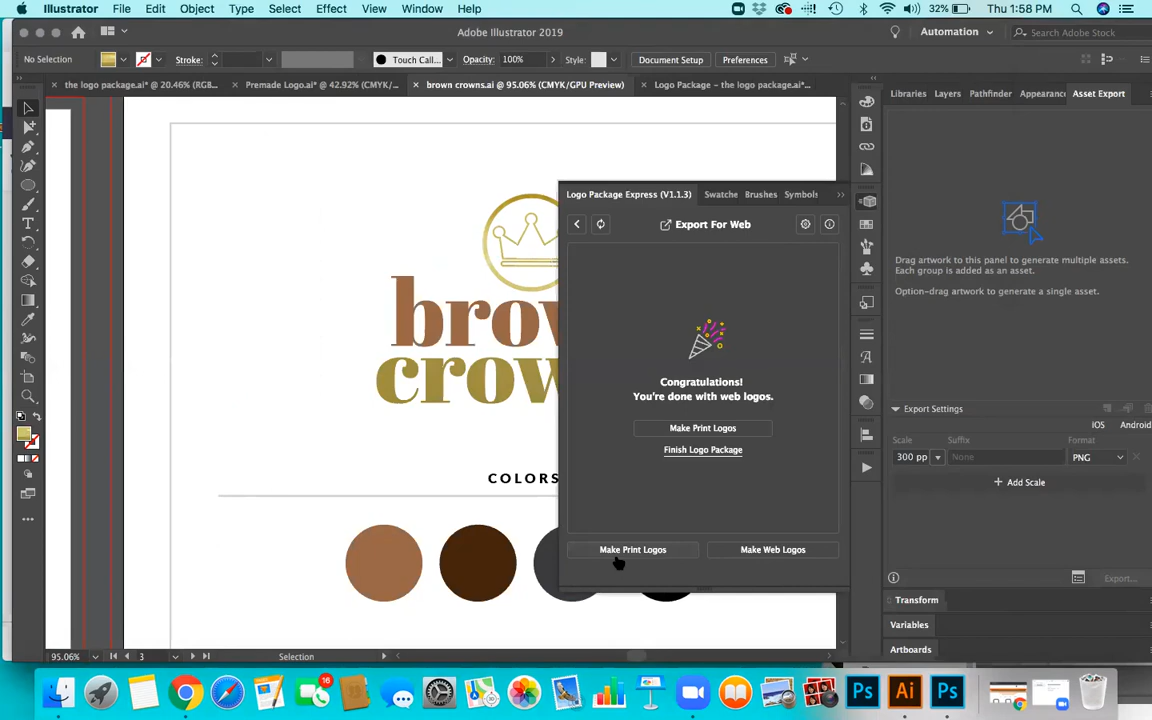 Illustrator File Edit Object Type Select Effect View Window Help 32% Thu 1:58 PM
Adobe Illustrator 2019 Automation Search Adobe Stock
No Selection Stroke: Touch Call... Opacity: 100% Style: Document Setup Preferences
the logo package.ai* @ 20.46% (RGB... Premade Logo.ai* @ 42.92% (CMYK/... brown crowns.ai @ 95.06% (CMYK/GPU Preview) Logo Package – the logo package.ai*...
Libraries Layers Pathfinder Appearance Asset Export
Logo Package Express (V1.1.3) Swatche Brushes Symbols
Export For Web
Drag artwork to this panel to generate multiple assets.
Each group is added as an asset.
Option-drag artwork to generate a single asset.
brow
crow
Congratulations!
You're done with web logos.
Make Print Logos
Finish Logo Package
Export Settings
iOS Android
Scale Suffix Format
300 pp None PNG
+ Add Scale
COLORS
Make Print Logos Make Web Logos
Export...
Transform
Variables
Artboards
95.06% 3 Selection
16
Ps Ai Ps